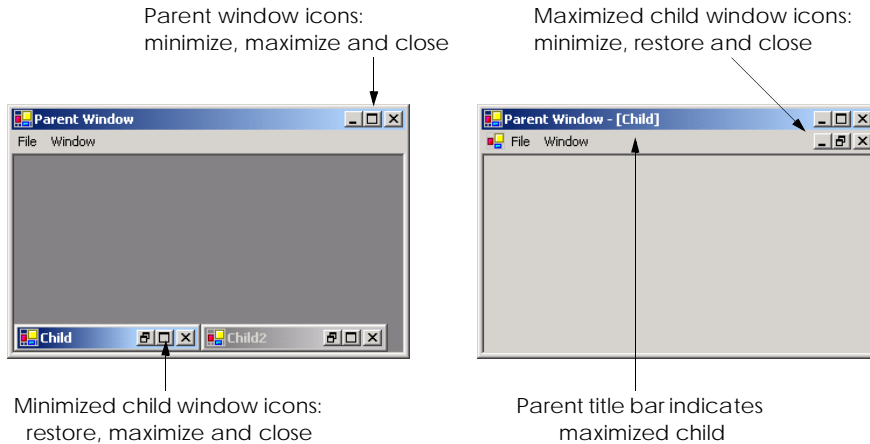 Parent window icons:
minimize, maximize and close
Maximized child window icons:
minimize, restore and close
Parent Window
File Window
Child
Child2
Parent Window - [Child]
File Window
Minimized child window icons:
restore, maximize and close
Parent title bar indicates
maximized child